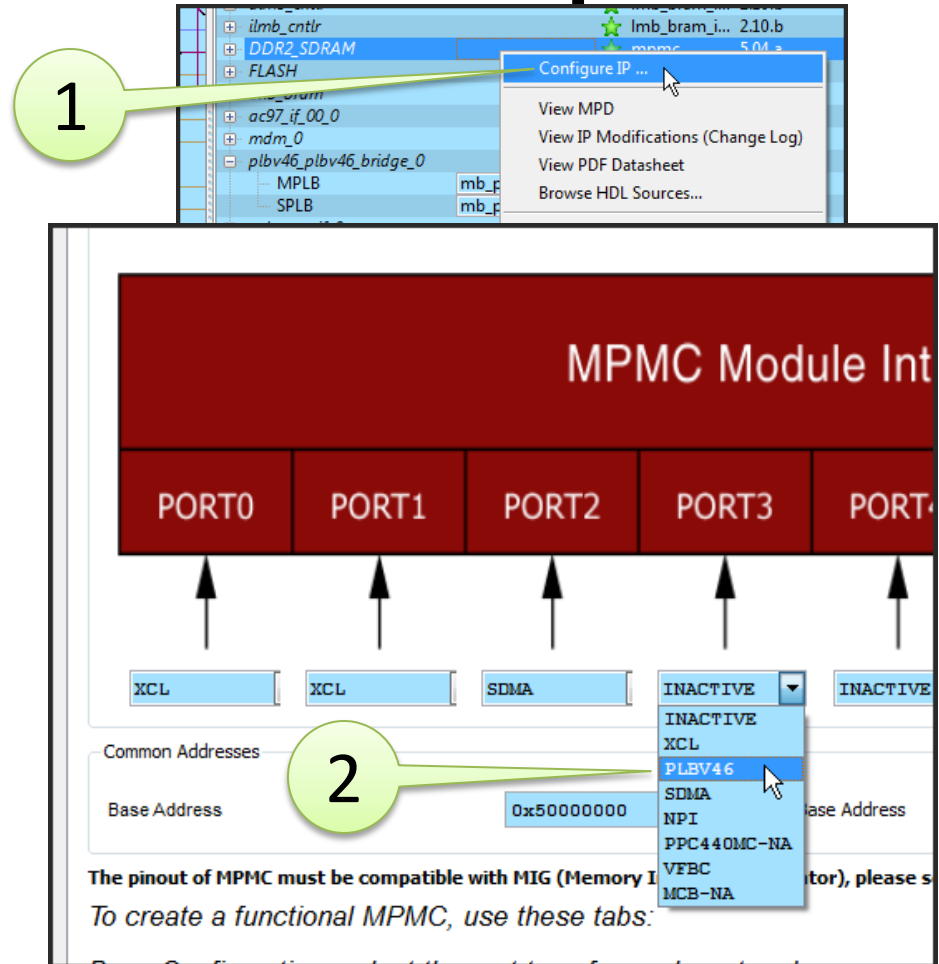 ilmb_cntlr lmb_bram_i... 2.10.b
DDR2_SDRAM mpmc 5.04.a
FLASH
Configure IP ...
1
ac97_if_00_0
mdm_0
plbv46_plbv46_bridge_0
MPLB mb_p
SPLB mb_p
View MPD
View IP Modifications (Change Log)
View PDF Datasheet
Browse HDL Sources...
MPMC Module Int
PORT0 PORT1 PORT2 PORT3 PORT4
XCL XCL SDMA INACTIVE INACTIVE
INACTIVE
XCL
PLBV46
SDMA
NPI
PPC440MC-NA
VFBC
MCB-NA
Common Addresses
2
Base Address 0x50000000 Base Address
The pinout of MPMC must be compatible with MIG (Memory I tor), please s
To create a functional MPMC, use these tabs: